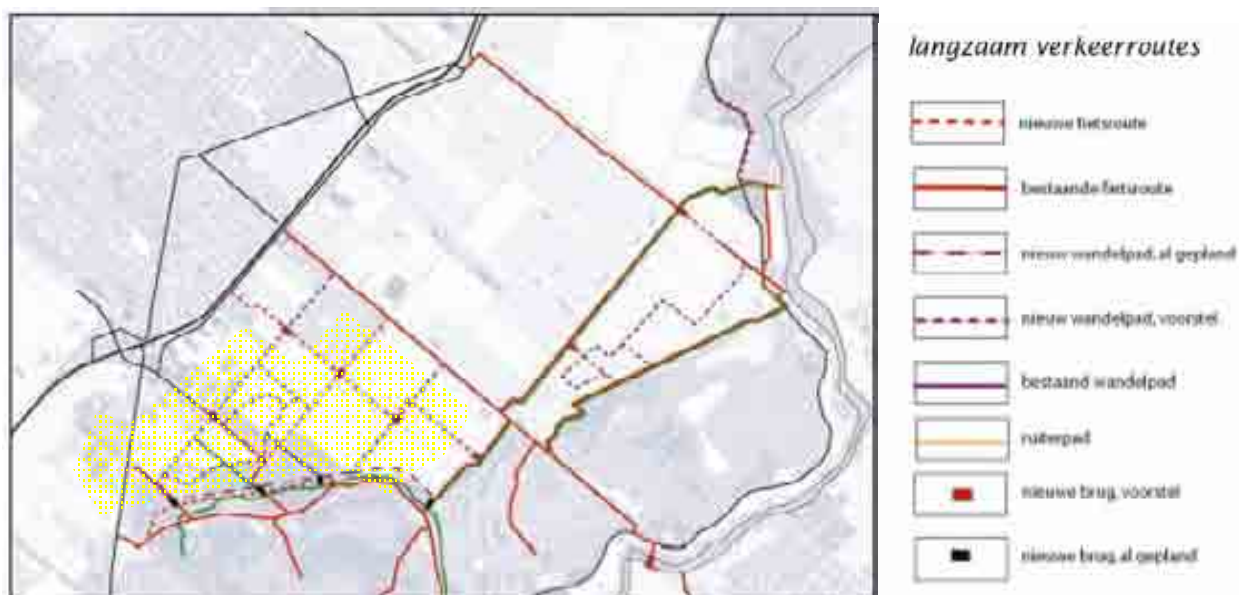 langzaam verkeerroutes
nieuwe fietsroute
bestaande fietsroute
nieuw wandelpad, al gepland
nieuw wandelpad, voorstel
bestaand wandelpad
ruiterpad
nieuwe brug, voorstel
nieuwe brug, al gepland